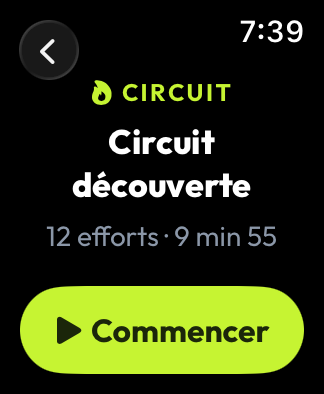 7:39
CIRCUIT
Circuit
découverte
12 efforts · 9 min 55
Commencer